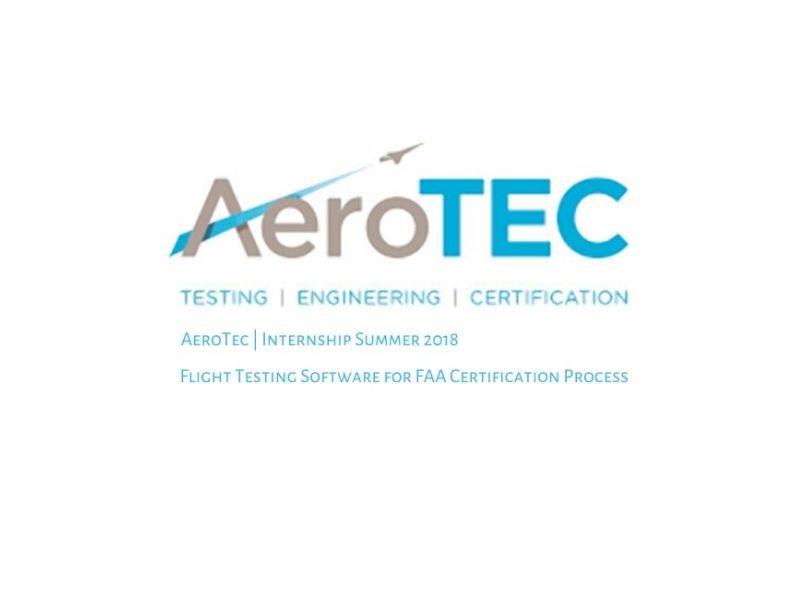 AeroTEC
TESTING | ENGINEERING | CERTIFICATION
AeroTec | Internship Summer 2018
Flight Testing Software for FAA Certification Process